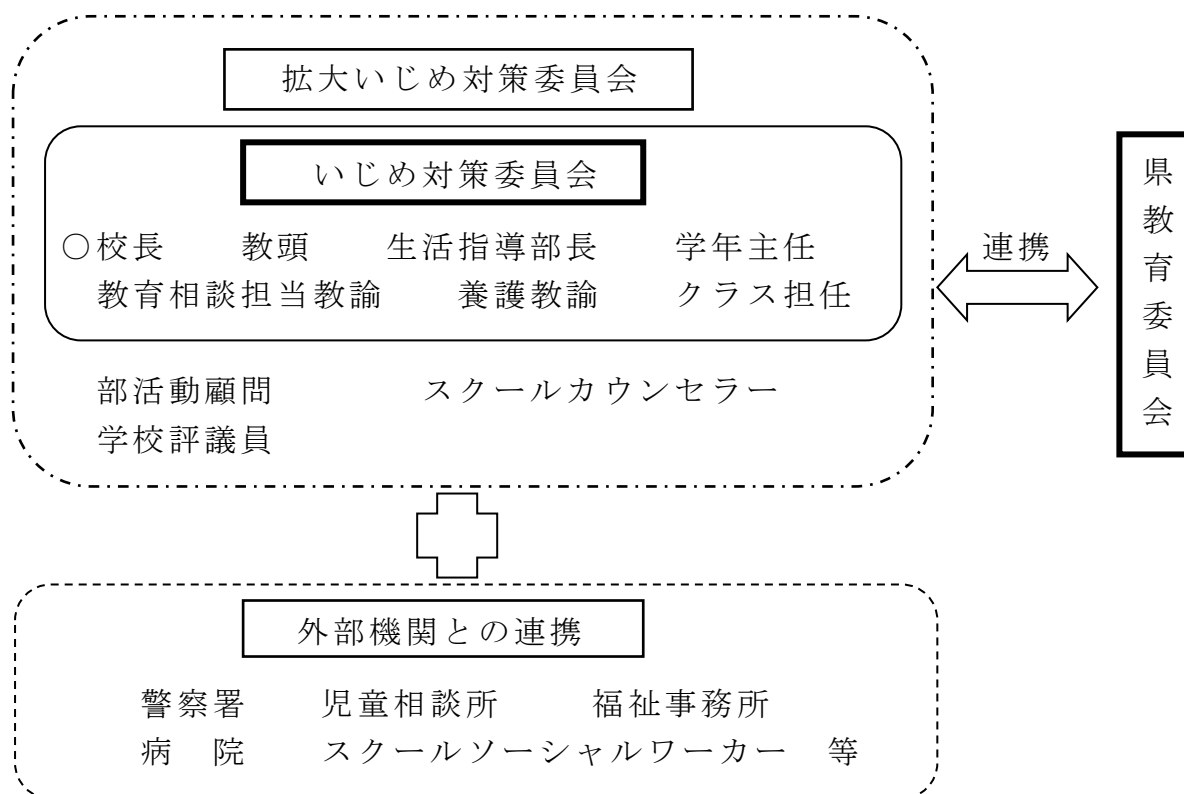 拡大いじめ対策委員会
いじめ対策委員会
○校長 教頭 生活指導部長 学年主任
教育相談担当教諭 養護教諭 クラス担任
部活動顧問 スクールカウンセラー
学校評議員
連携
県教育委員会
外部機関との連携
警察署 児童相談所 福祉事務所
病 院 スクールソーシャルワーカー 等